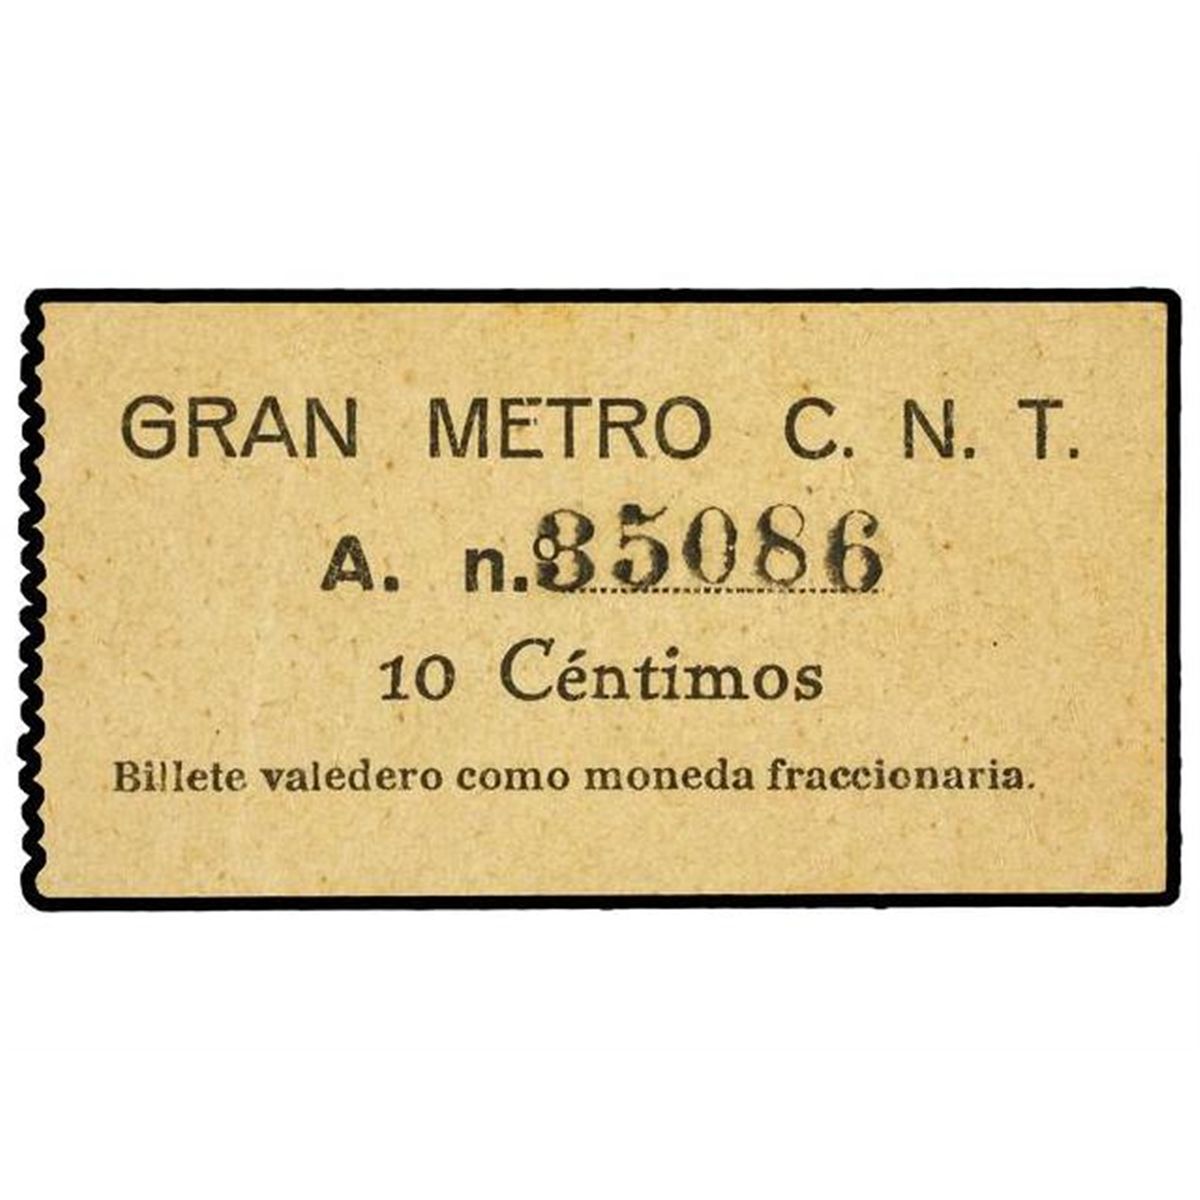 GRAN METRO C. N. T.
A. n.º 35086
10 Céntimos
Billete valedero como moneda fraccionaria.